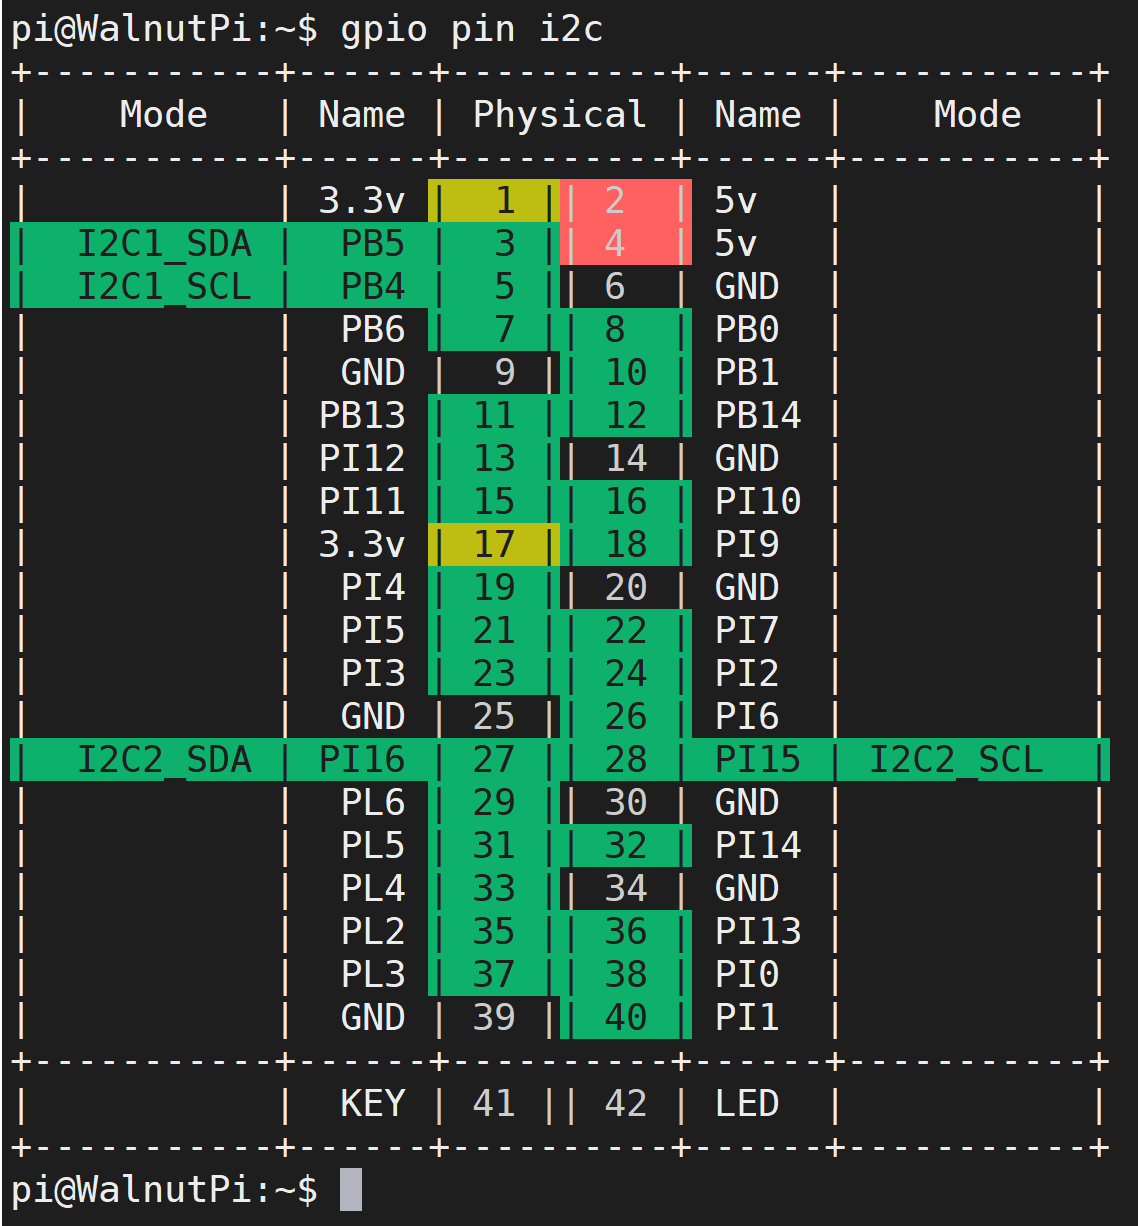 pi@WalnutPi:~$ gpio pin i2c
+-----------+------+----------+------+-----------+
|    Mode   | Name | Physical | Name |    Mode   |
+-----------+------+----------+------+-----------+
|           | 3.3v |  1 || 2  | 5v   |           |
|  I2C1_SDA |  PB5 |  3 || 4  | 5v   |           |
|  I2C1_SCL |  PB4 |  5 || 6  | GND  |           |
|           |  PB6 |  7 || 8  | PB0  |           |
|           |  GND |  9 || 10 | PB1  |           |
|           | PB13 | 11 || 12 | PB14 |           |
|           | PI12 | 13 || 14 | GND  |           |
|           | PI11 | 15 || 16 | PI10 |           |
|           | 3.3v | 17 || 18 | PI9  |           |
|           |  PI4 | 19 || 20 | GND  |           |
|           |  PI5 | 21 || 22 | PI7  |           |
|           |  PI3 | 23 || 24 | PI2  |           |
|           |  GND | 25 || 26 | PI6  |           |
|  I2C2_SDA | PI16 | 27 || 28 | PI15 | I2C2_SCL  |
|           |  PL6 | 29 || 30 | GND  |           |
|           |  PL5 | 31 || 32 | PI14 |           |
|           |  PL4 | 33 || 34 | GND  |           |
|           |  PL2 | 35 || 36 | PI13 |           |
|           |  PL3 | 37 || 38 | PI0  |           |
|           |  GND | 39 || 40 | PI1  |           |
+-----------+------+----------+------+-----------+
|           |  KEY | 41 || 42 | LED  |           |
+-----------+------+----------+------+-----------+
pi@WalnutPi:~$